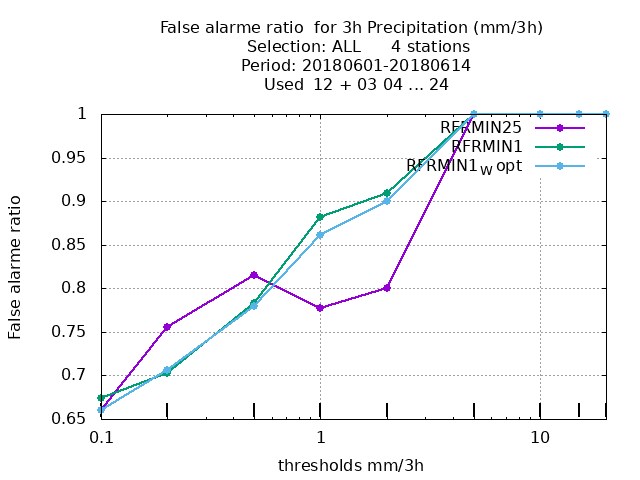 False alarme ratio  for 3h Precipitation (mm/3h)
Selection: ALL      4 stations
Period: 20180601-20180614
Used  12 + 03 04 ... 24
RFRMIN25
RFRMIN1
RFRMIN1W opt
1
0.95
0.9
0.85
0.8
0.75
0.7
0.65
False alarme ratio
0.1
1
10
thresholds mm/3h